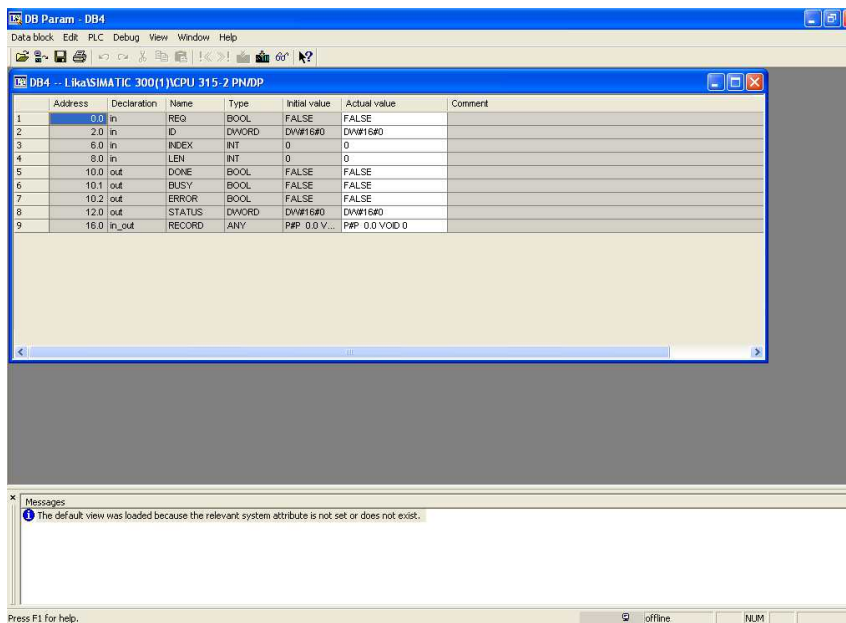 DB Param - DB4
Data block Edit PLC Debug View Window Help
DB4 -- Lika\SIMATIC 300(1)\CPU 315-2 PN/DP
Address Declaration Name Type Initial value Actual value Comment
1 0.0 in REQ BOOL FALSE FALSE
2 2.0 in ID DWORD DW#16#0 DW#16#0
3 6.0 in INDEX INT 0 0
4 8.0 in LEN INT 0 0
5 10.0 out DONE BOOL FALSE FALSE
6 10.1 out BUSY BOOL FALSE FALSE
7 10.2 out ERROR BOOL FALSE FALSE
8 12.0 out STATUS DWORD DW#16#0 DW#16#0
9 16.0 in_out RECORD ANY P#P 0.0 V... P#P 0.0 VOID 0
Messages
The default view was loaded because the relevant system attribute is not set or does not exist.
Press F1 for help. offline NUM